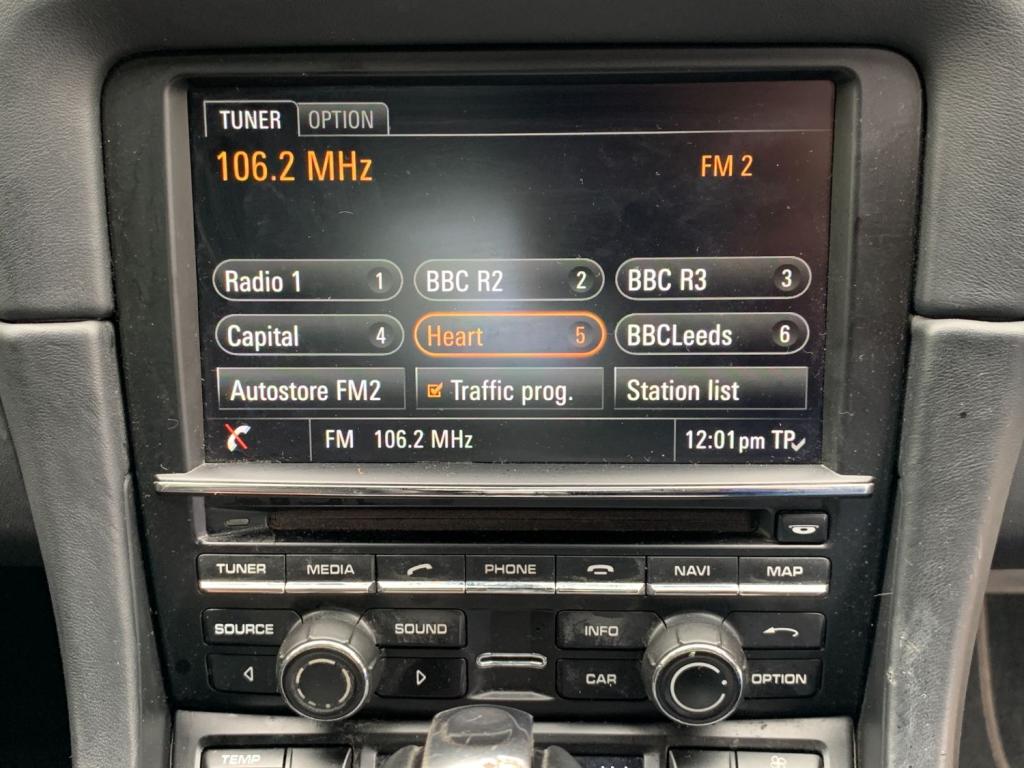 TUNER OPTION
106.2 MHz FM 2
Radio 1 1 BBC R2 2 BBC R3 3
Capital 4 Heart 5 BBCLeeds 6
Autostore FM2 Traffic prog. Station list
FM 106.2 MHz 12:01pm TP
TUNER MEDIA PHONE NAVI MAP
SOURCE SOUND INFO
CAR OPTION
TEMP